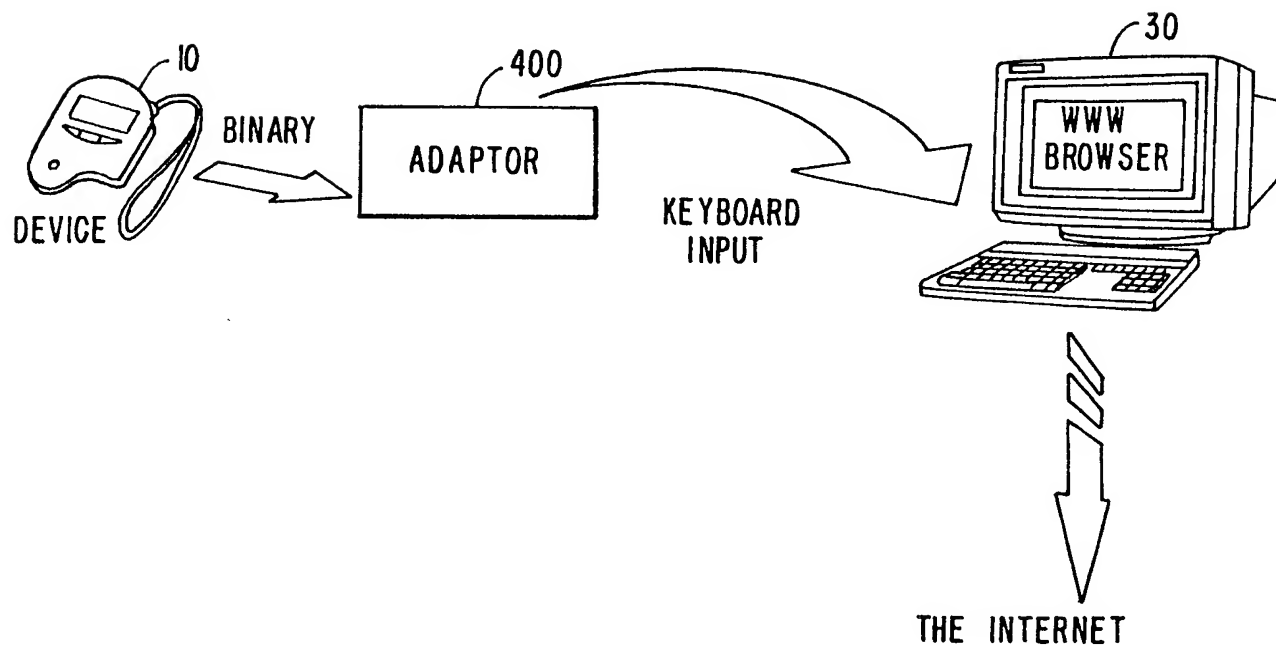 10
400
30
BINARY
ADAPTOR
WWW
BROWSER
DEVICE
KEYBOARD
INPUT
THE INTERNET